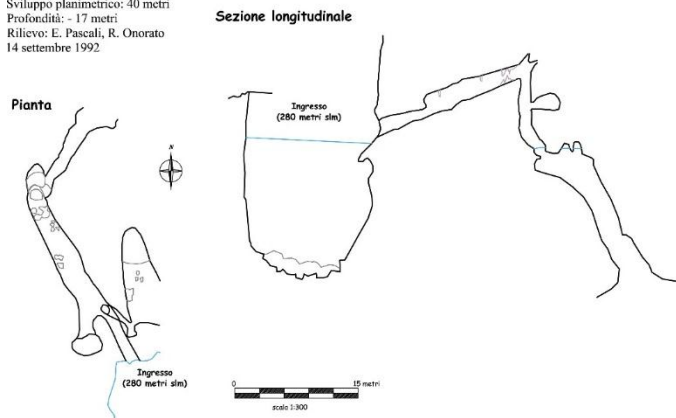 Sviluppo planimetrico: 40 metri
Profondità: - 17 metri
Rilievo: E. Pascali, R. Onorato
14 settembre 1992
Sezione longitudinale
Pianta
N
Ingresso
(280 metri slm)
Ingresso
(280 metri slm)
0 15 metri
scala 1:300